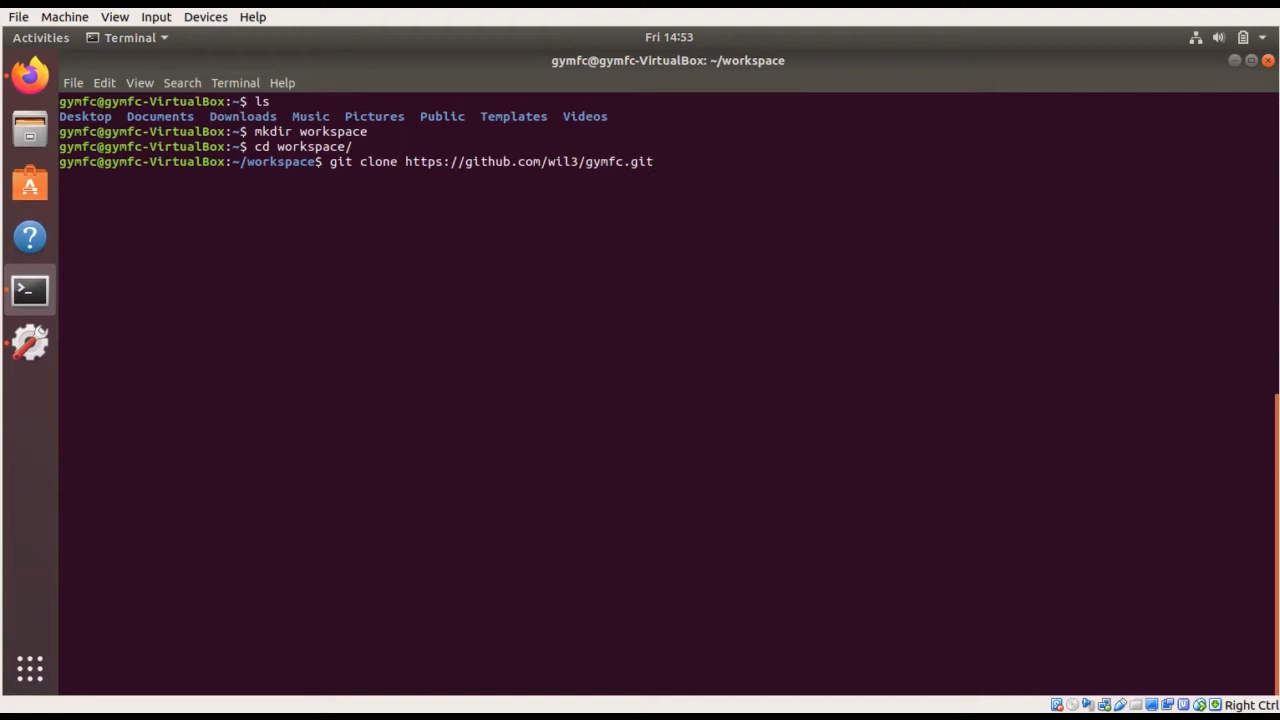 File Machine View Input Devices Help
Activities Terminal Fri 14:53
gymfc@gymfc-VirtualBox: ~/workspace
File Edit View Search Terminal Help
gymfc@gymfc-VirtualBox:~$ ls
Desktop Documents Downloads Music Pictures Public Templates Videos
gymfc@gymfc-VirtualBox:~$ mkdir workspace
gymfc@gymfc-VirtualBox:~$ cd workspace/
gymfc@gymfc-VirtualBox:~/workspace$ git clone https://github.com/wil3/gymfc.git
Right Ctrl